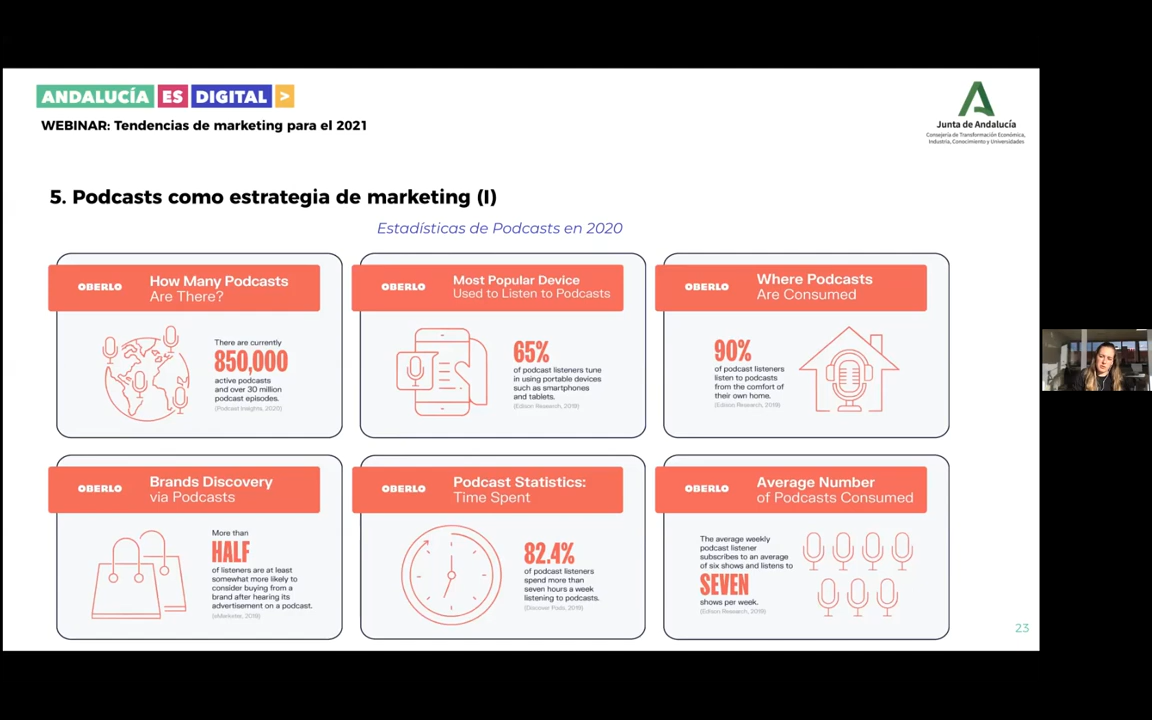 ANDALUCÍA ES DIGITAL >
WEBINAR: Tendencias de marketing para el 2021
Junta de Andalucía
Consejería de Transformación Económica,
Industria, Conocimiento y Universidades
5. Podcasts como estrategia de marketing (I)
Estadísticas de Podcasts en 2020
OBERLO
How Many Podcasts
Are There?
There are currently
850,000
active podcasts
and over 30 million
podcast episodes.
(Podcast Insights, 2020)
OBERLO
Most Popular Device
Used to Listen to Podcasts
65%
of podcast listeners tune
in using portable devices
such as smartphones
and tablets.
(Edison Research, 2019)
OBERLO
Where Podcasts
Are Consumed
90%
of podcast listeners
listen to podcasts
from the comfort of
their own home.
(Edison Research, 2019)
OBERLO
Brands Discovery
via Podcasts
More than
HALF
of listeners are at least
somewhat more likely to
consider buying from a
brand after hearing its
advertisement on a podcast.
(eMarketer, 2019)
OBERLO
Podcast Statistics:
Time Spent
82.4%
of podcast listeners
spend more than
seven hours a week
listening to podcasts.
(Discover Pods, 2019)
OBERLO
Average Number
of Podcasts Consumed
The average weekly
podcast listener
subscribes to an average
of six shows and listens to
SEVEN
shows per week.
(Edison Research, 2019)
23